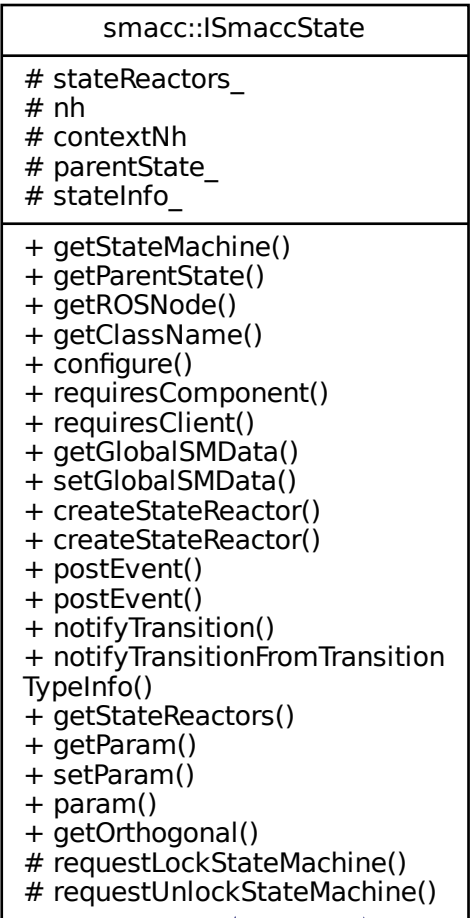 smacc::ISmaccState
# stateReactors_
# nh
# contextNh
# parentState_
# stateInfo_
+ getStateMachine()
+ getParentState()
+ getROSNode()
+ getClassName()
+ configure()
+ requiresComponent()
+ requiresClient()
+ getGlobalSMData()
+ setGlobalSMData()
+ createStateReactor()
+ createStateReactor()
+ postEvent()
+ postEvent()
+ notifyTransition()
+ notifyTransitionFromTransition
TypeInfo()
+ getStateReactors()
+ getParam()
+ setParam()
+ param()
+ getOrthogonal()
# requestLockStateMachine()
# requestUnlockStateMachine()